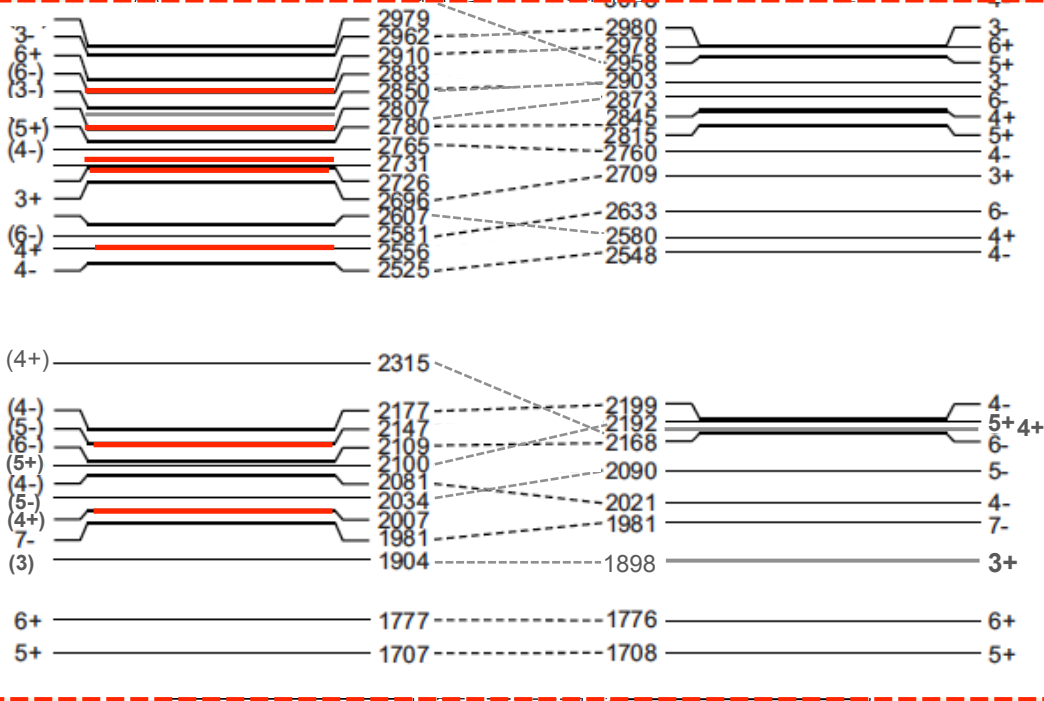 2979 2980 3-
3- 2962 2978 6+
6+ 2910 2958 5+
(6-) 2883 2903 3-
(3-) 2850 2873 6-
2807 2845 4+
(5+) 2780 2815 5+
(4-) 2765 2760 4-
2731 2709 3+
2726
3+ 2696 2633 6-
2607
(6-) 2581 2580 4+
4+ 2556 2548 4-
4- 2525
(4+) 2315
(4-) 2177 2199 4-
(5-) 2147 2192 5+ 4+
(6-) 2109 2168 6-
(5+) 2100 2090 5-
(4-) 2081
(5-) 2034 2021 4-
(4+) 2007 1981 7-
7- 1981
(3) 1904 1898 3+
6+ 1777 1776 6+
5+ 1707 1708 5+